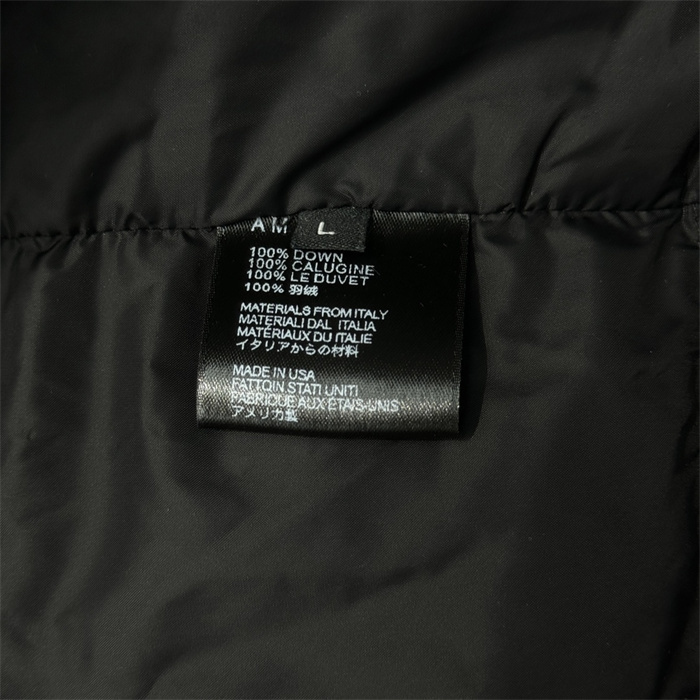 AM L
100% DOWN
100% CALUGINE
100% LE DUVET
100% 羽绒
MATERIALS FROM ITALY
MATERIALI DAL ITALIA
MATÉRIAUX DU ITALIE
イタリアからの材料
MADE IN USA
FATTOIN STATI UNITI
FABRIQUE AUX ÉTAIS-UNIS
アメリカ製